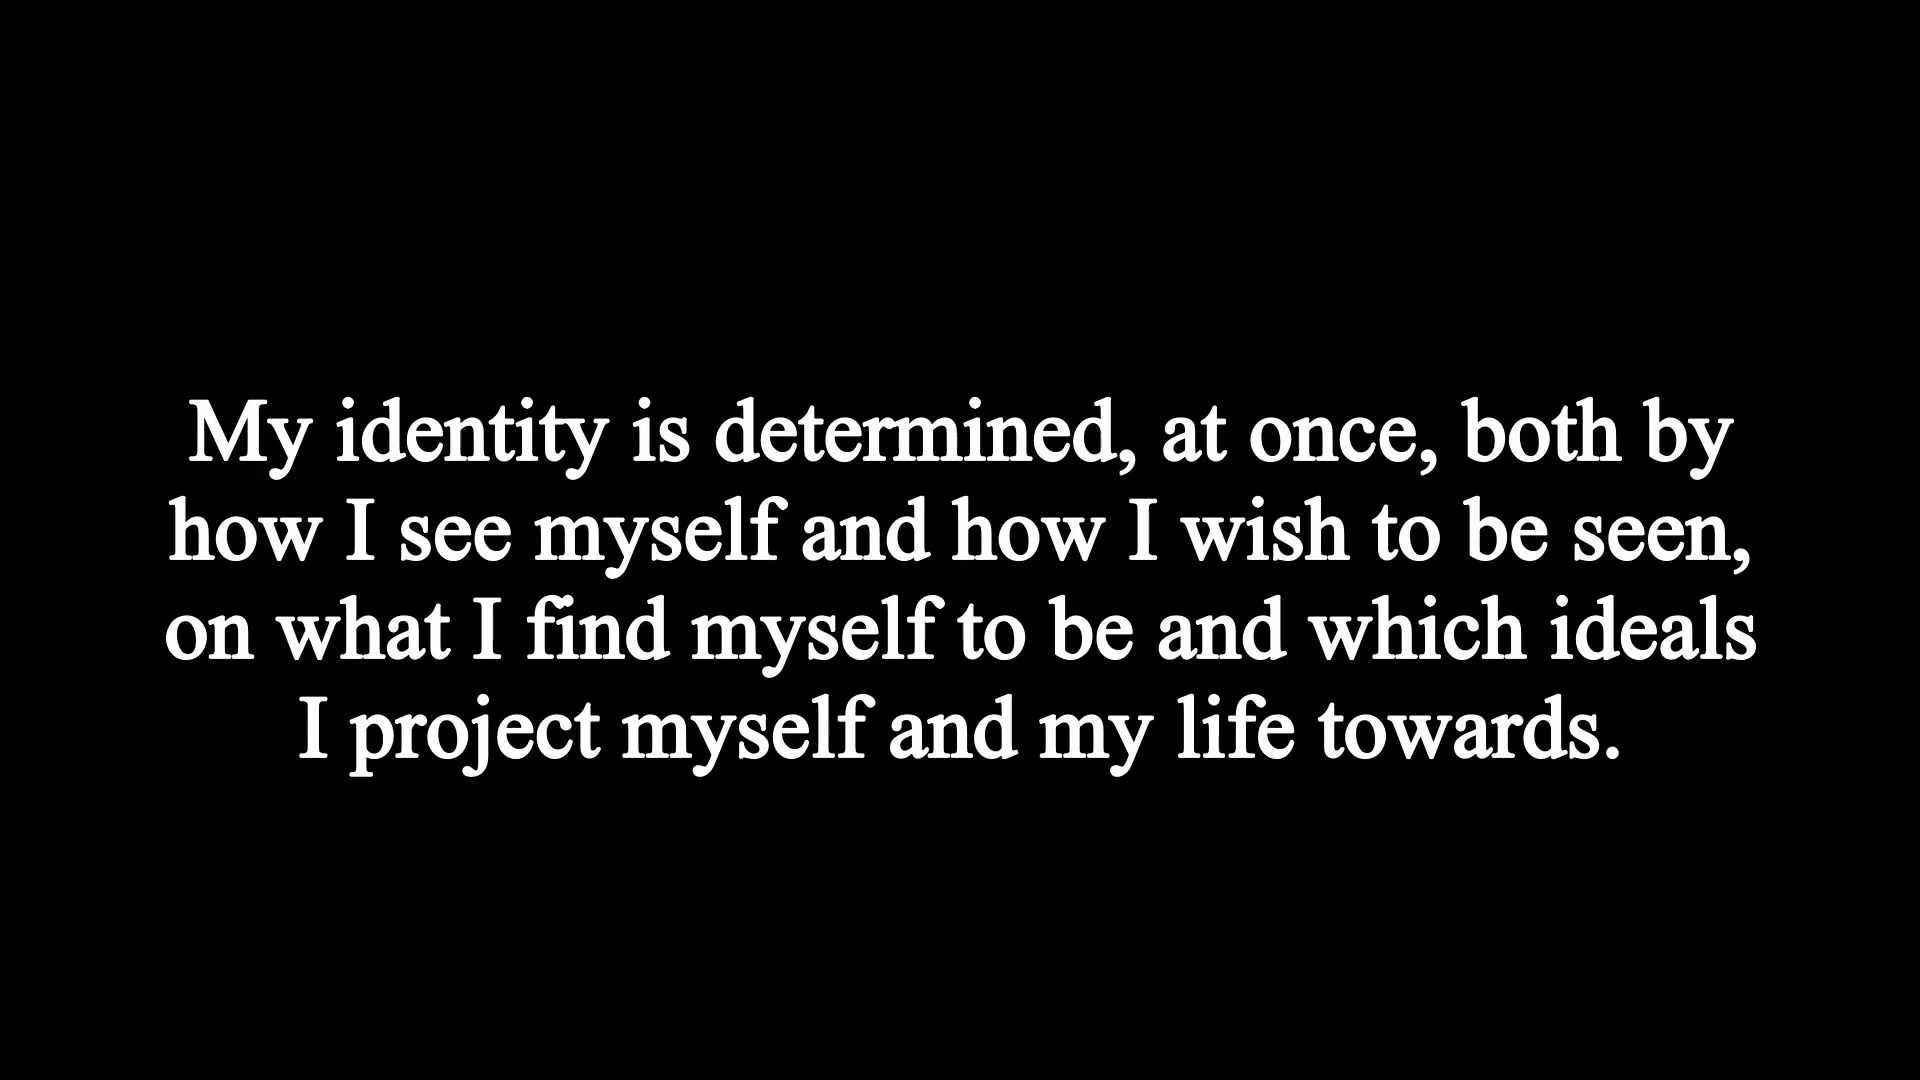 My identity is determined, at once, both by
how I see myself and how I wish to be seen,
on what I find myself to be and which ideals
I project myself and my life towards.